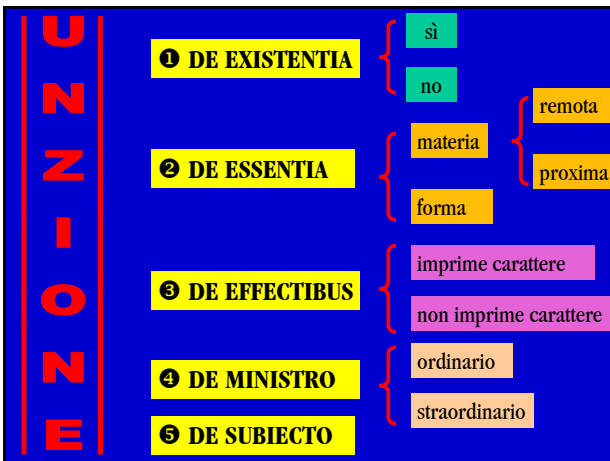 UNZIONE
❶ DE EXISTENTIA
sì
no
❷ DE ESSENTIA
materia
remota
proxima
forma
❸ DE EFFECTIBUS
imprime carattere
non imprime carattere
❹ DE MINISTRO
ordinario
straordinario
❺ DE SUBIECTO